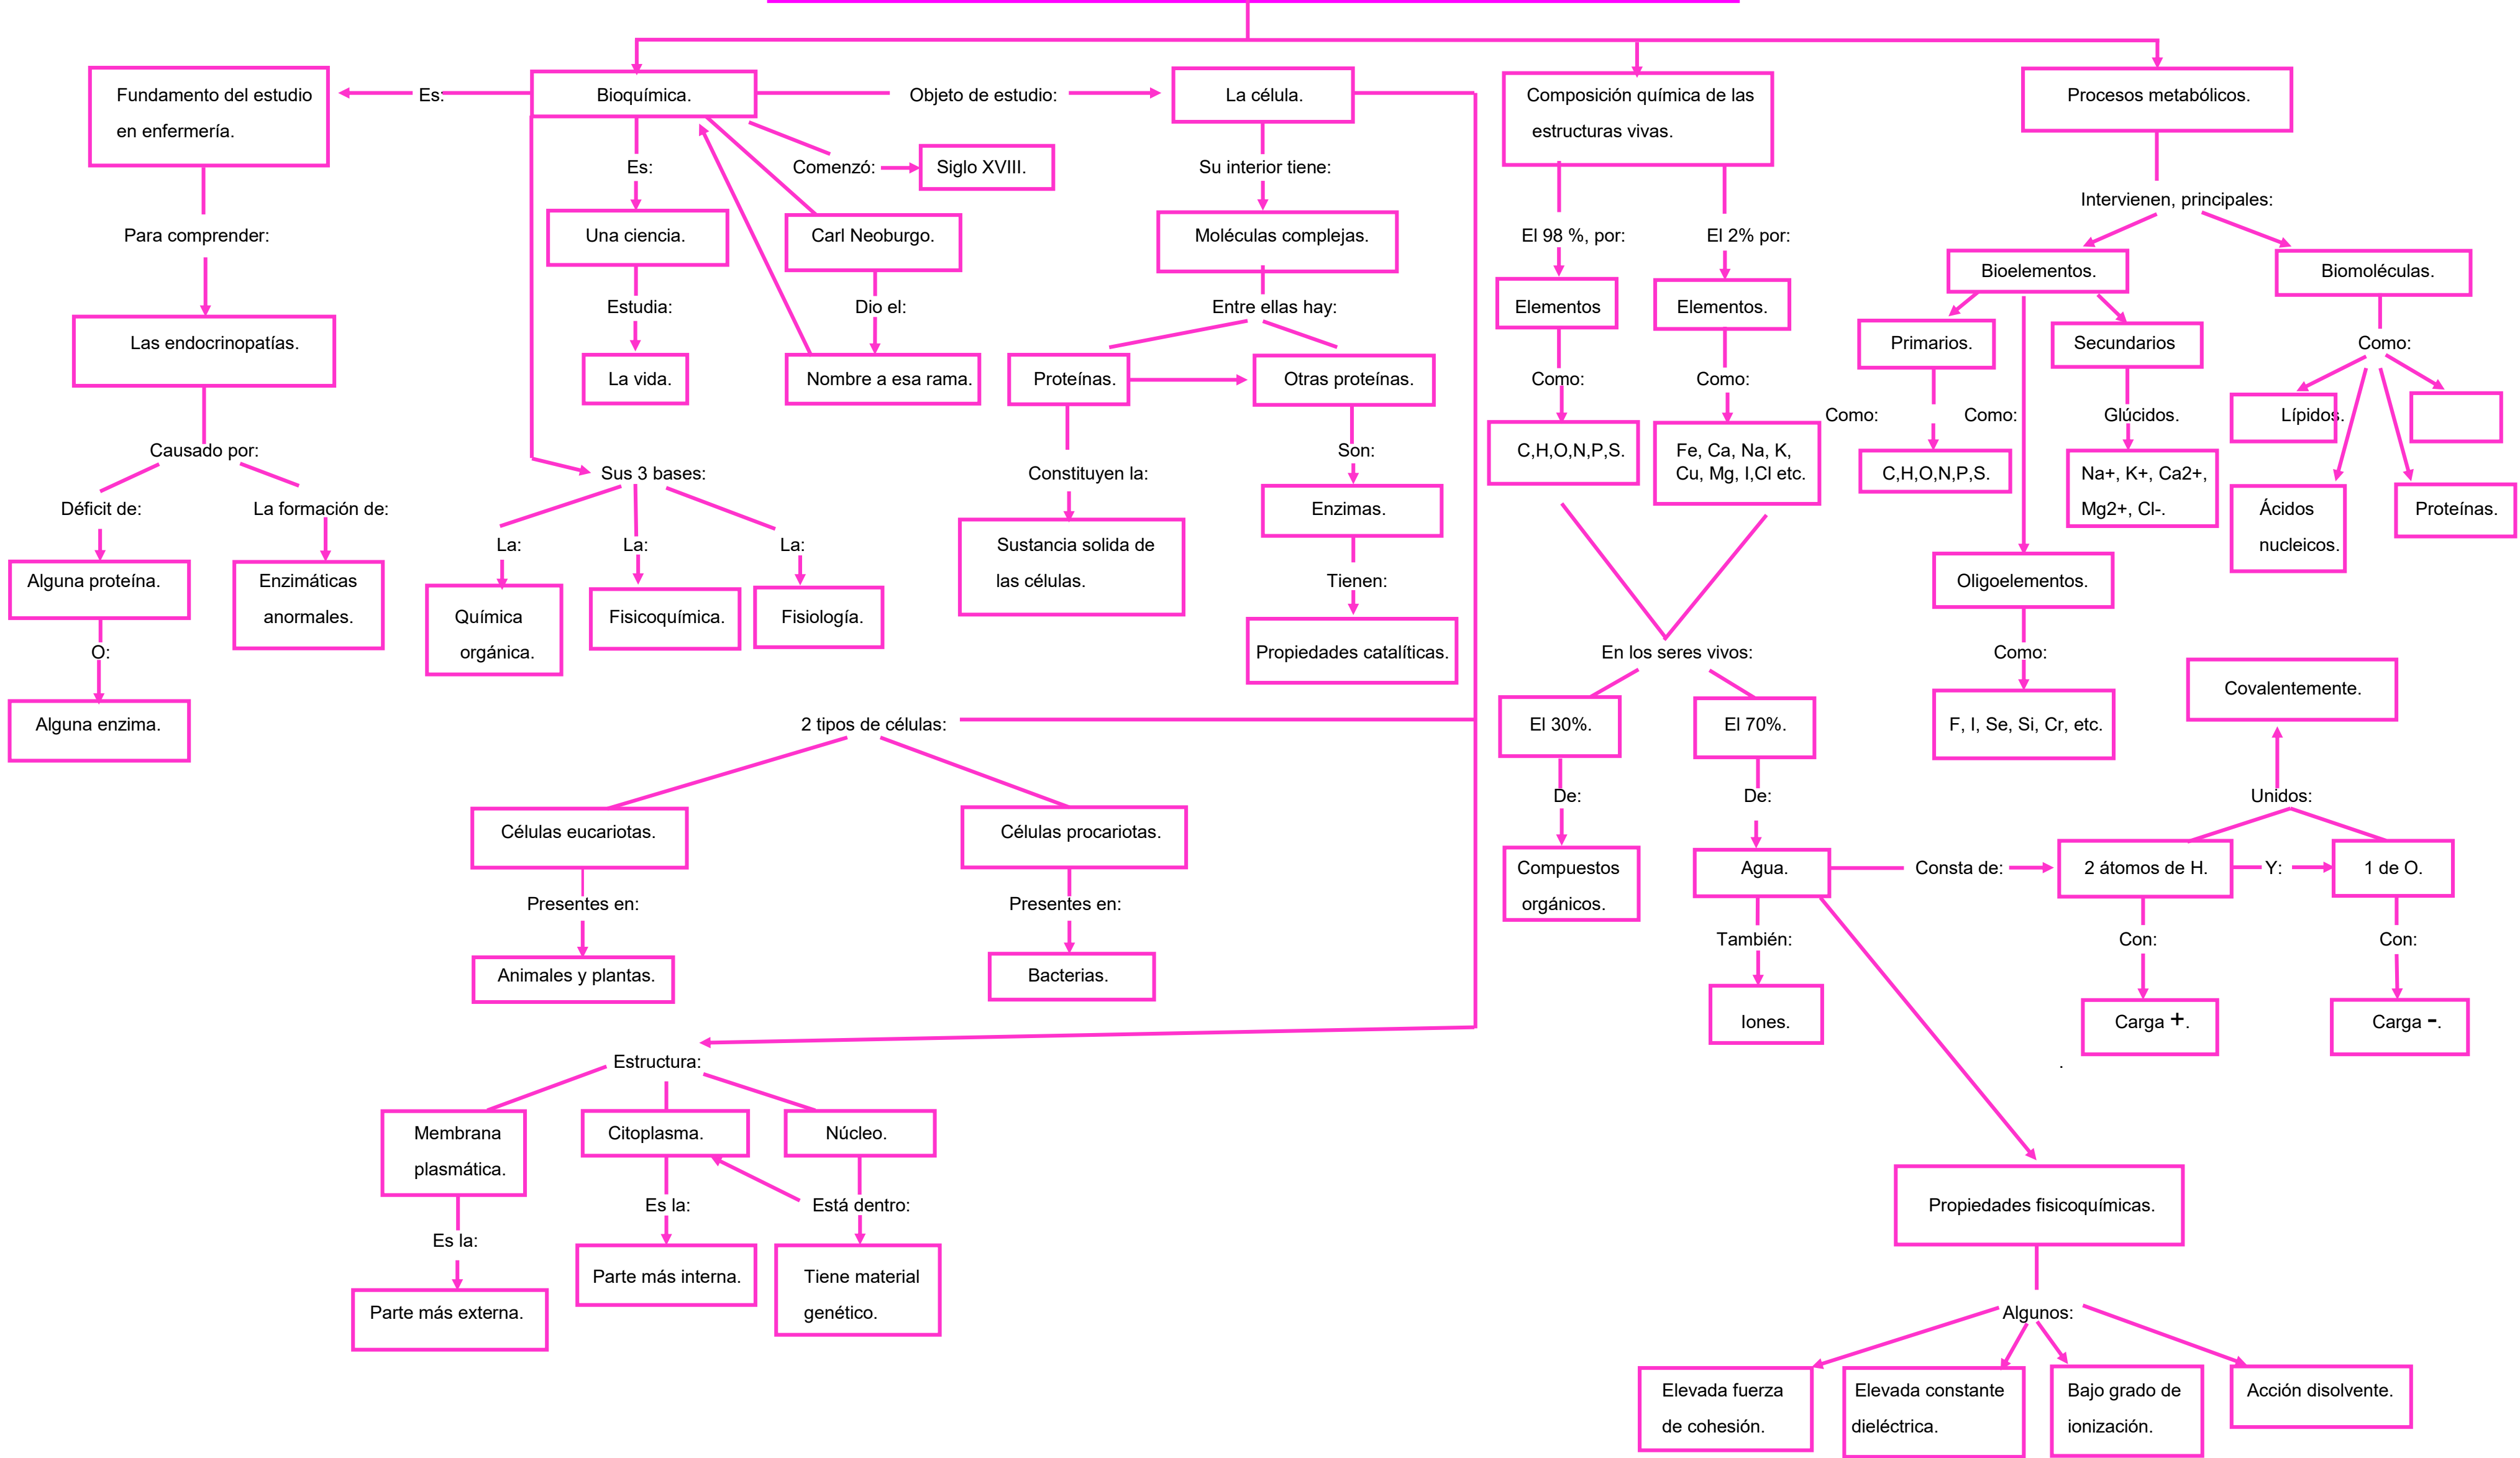 Fundamento del estudio
en enfermería.
Es:
Bioquímica.
Objeto de estudio:
La célula.
Composición química de las
estructuras vivas.
Procesos metabólicos.
Para comprender:
Las endocrinopatías.
Causado por:
Déficit de:
La formación de:
Alguna proteína.
Enzimáticas
anormales.
O:
Alguna enzima.
Es:
Una ciencia.
Estudia:
La vida.
Comenzó:
Siglo XVIII.
Carl Neoburgo.
Dio el:
Nombre a esa rama.
Sus 3 bases:
La:
La:
La:
Química
orgánica.
Fisicoquímica.
Fisiología.
Su interior tiene:
Moléculas complejas.
Entre ellas hay:
Proteínas.
Otras proteínas.
Constituyen la:
Sustancia solida de
las células.
Son:
Enzimas.
Tienen:
Propiedades catalíticas.
2 tipos de células:
Células eucariotas.
Células procariotas.
Presentes en:
Presentes en:
Animales y plantas.
Bacterias.
Estructura:
Membrana
plasmática.
Citoplasma.
Núcleo.
Es la:
Es la:
Está dentro:
Parte más externa.
Parte más interna.
Tiene material
genético.
El 98 %, por:
El 2% por:
Elementos
Elementos.
Como:
Como:
C,H,O,N,P,S.
Fe, Ca, Na, K,
Cu, Mg, I,Cl etc.
En los seres vivos:
El 30%.
El 70%.
De:
De:
Compuestos
orgánicos.
Agua.
También:
Iones.
Consta de:
2 átomos de H.
Y:
1 de O.
Unidos:
Covalentemente.
Con:
Con:
Carga +.
Carga -.
.
Propiedades fisicoquímicas.
Algunos:
Elevada fuerza
de cohesión.
Elevada constante
dieléctrica.
Bajo grado de
ionización.
Acción disolvente.
Intervienen, principales:
Bioelementos.
Biomoléculas.
Primarios.
Secundarios
Como:
Como:
Como:
Glúcidos.
C,H,O,N,P,S.
Na+, K+, Ca2+,
Mg2+, Cl-.
Oligoelementos.
Como:
F, I, Se, Si, Cr, etc.
Lípidos.
Ácidos
nucleicos.
Proteínas.